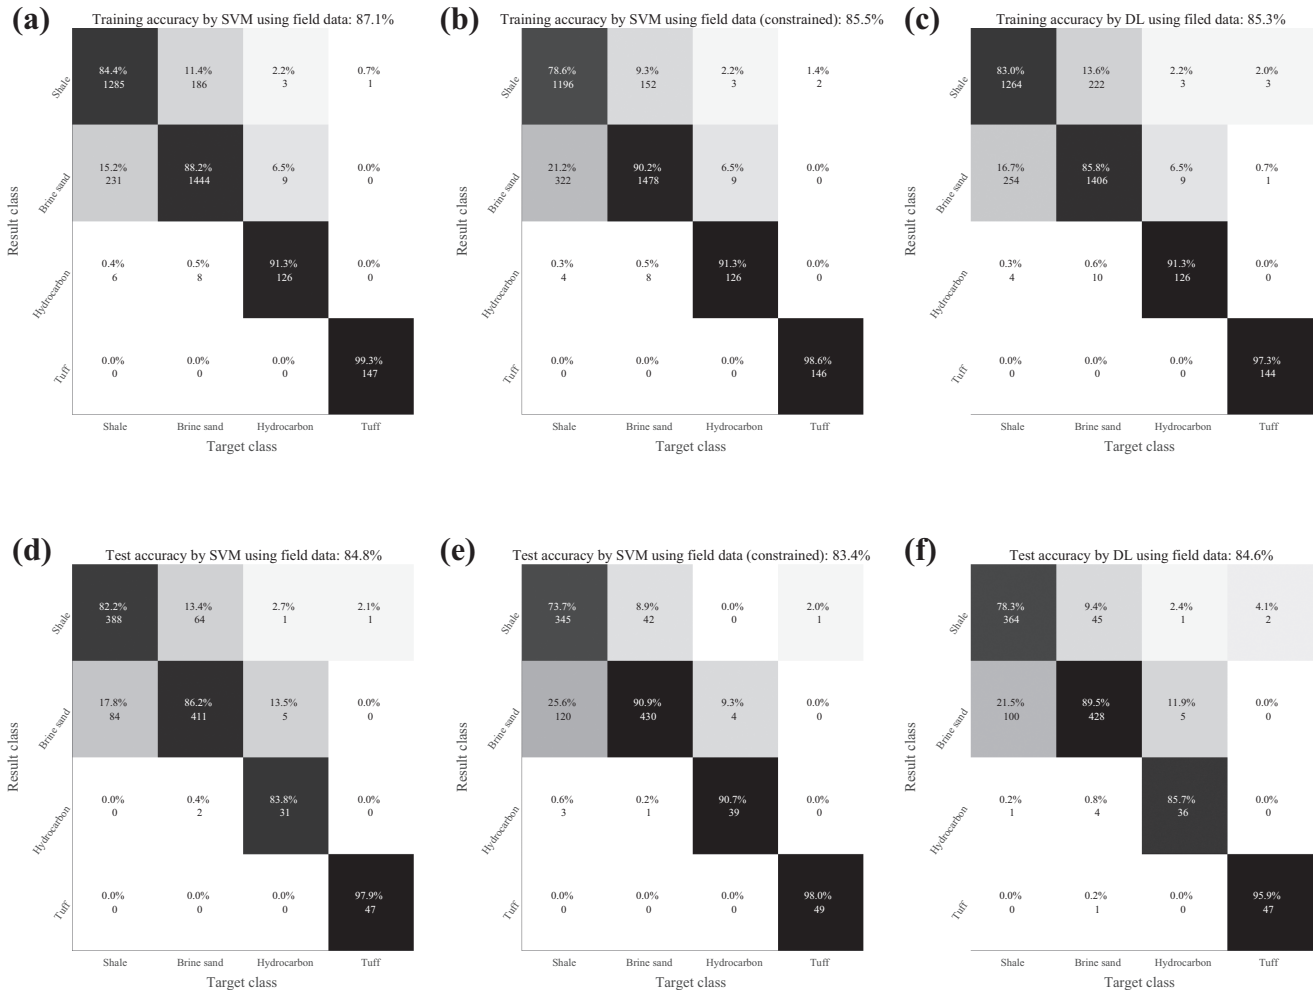 (a) Training accuracy by SVM using field data: 87.1%
84.4% 11.4% 2.2% 0.7%
1285 186 3 1
Shale
15.2% 88.2% 6.5% 0.0%
231 1444 9 0
Brine sand
0.4% 0.5% 91.3% 0.0%
6 8 126 0
Hydrocarbon
0.0% 0.0% 0.0% 99.3%
0 0 0 147
Tuff
Result class
Shale Brine sand Hydrocarbon Tuff
Target class
(b) Training accuracy by SVM using field data (constrained): 85.5%
78.6% 9.3% 2.2% 1.4%
1196 152 3 2
Shale
21.2% 90.2% 6.5% 0.0%
322 1478 9 0
Brine sand
0.3% 0.5% 91.3% 0.0%
4 8 126 0
Hydrocarbon
0.0% 0.0% 0.0% 98.6%
0 0 0 146
Tuff
Result class
Shale Brine sand Hydrocarbon Tuff
Target class
(c) Training accuracy by DL using filed data: 85.3%
83.0% 13.6% 2.2% 2.0%
1264 222 3 3
Shale
16.7% 85.8% 6.5% 0.7%
254 1406 9 1
Brine sand
0.3% 0.6% 91.3% 0.0%
4 10 126 0
Hydrocarbon
0.0% 0.0% 0.0% 97.3%
0 0 0 144
Tuff
Result class
Shale Brine sand Hydrocarbon Tuff
Target class
(d) Test accuracy by SVM using field data: 84.8%
82.2% 13.4% 2.7% 2.1%
388 64 1 1
Shale
17.8% 86.2% 13.5% 0.0%
84 411 5 0
Brine sand
0.0% 0.4% 83.8% 0.0%
0 2 31 0
Hydrocarbon
0.0% 0.0% 0.0% 97.9%
0 0 0 47
Tuff
Result class
Shale Brine sand Hydrocarbon Tuff
Target class
(e) Test accuracy by SVM using field data (constrained): 83.4%
73.7% 8.9% 0.0% 2.0%
345 42 0 1
Shale
25.6% 90.9% 9.3% 0.0%
120 430 4 0
Brine sand
0.6% 0.2% 90.7% 0.0%
3 1 39 0
Hydrocarbon
0.0% 0.0% 0.0% 98.0%
0 0 0 49
Tuff
Result class
Shale Brine sand Hydrocarbon Tuff
Target class
(f) Test accuracy by DL using field data: 84.6%
78.3% 9.4% 2.4% 4.1%
364 45 1 2
Shale
21.5% 89.5% 11.9% 0.0%
100 428 5 0
Brine sand
0.2% 0.8% 85.7% 0.0%
1 4 36 0
Hydrocarbon
0.0% 0.2% 0.0% 95.9%
0 1 0 47
Tuff
Result class
Shale Brine sand Hydrocarbon Tuff
Target class